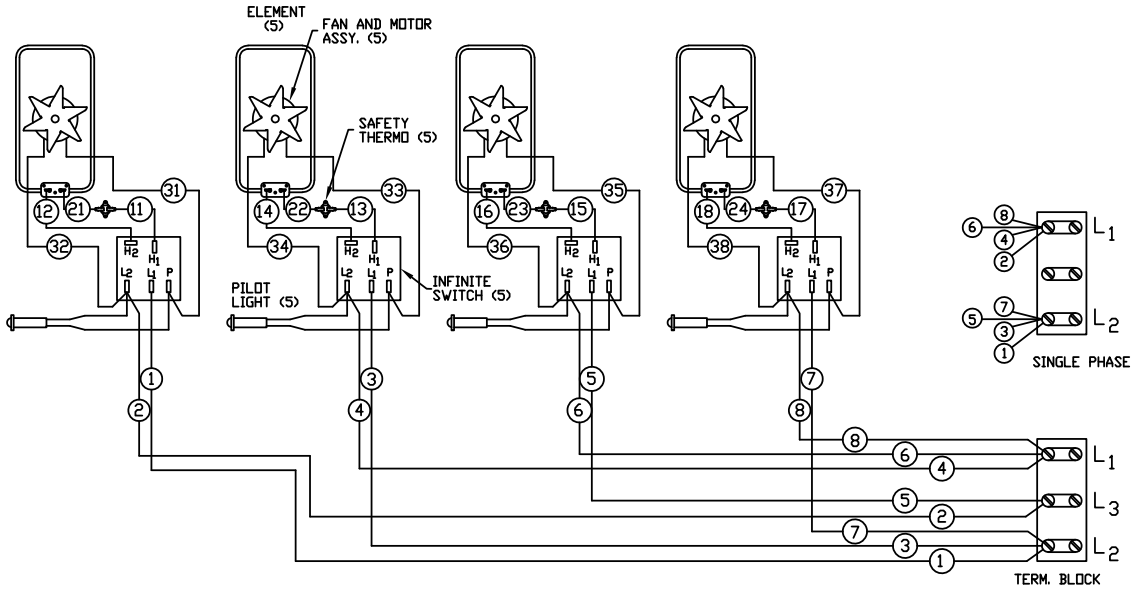 ELEMENT
(5)
FAN AND MOTOR
ASSY. (5)
SAFETY
THERMO (5)
31
33
35
37
12
21
11
14
22
13
16
23
15
18
24
17
32
34
36
38
H2
H1
L2
L1
P
H2
H1
L2
L1
P
H2
H1
L2
L1
P
H2
H1
L2
L1
P
PILOT
LIGHT (5)
INFINITE
SWITCH (5)
8
6
4
2
L1
7
5
3
1
L2
SINGLE PHASE
1
3
5
7
2
4
6
8
8
6
4
L1
5
2
L3
7
3
1
L2
TERM. BLOCK